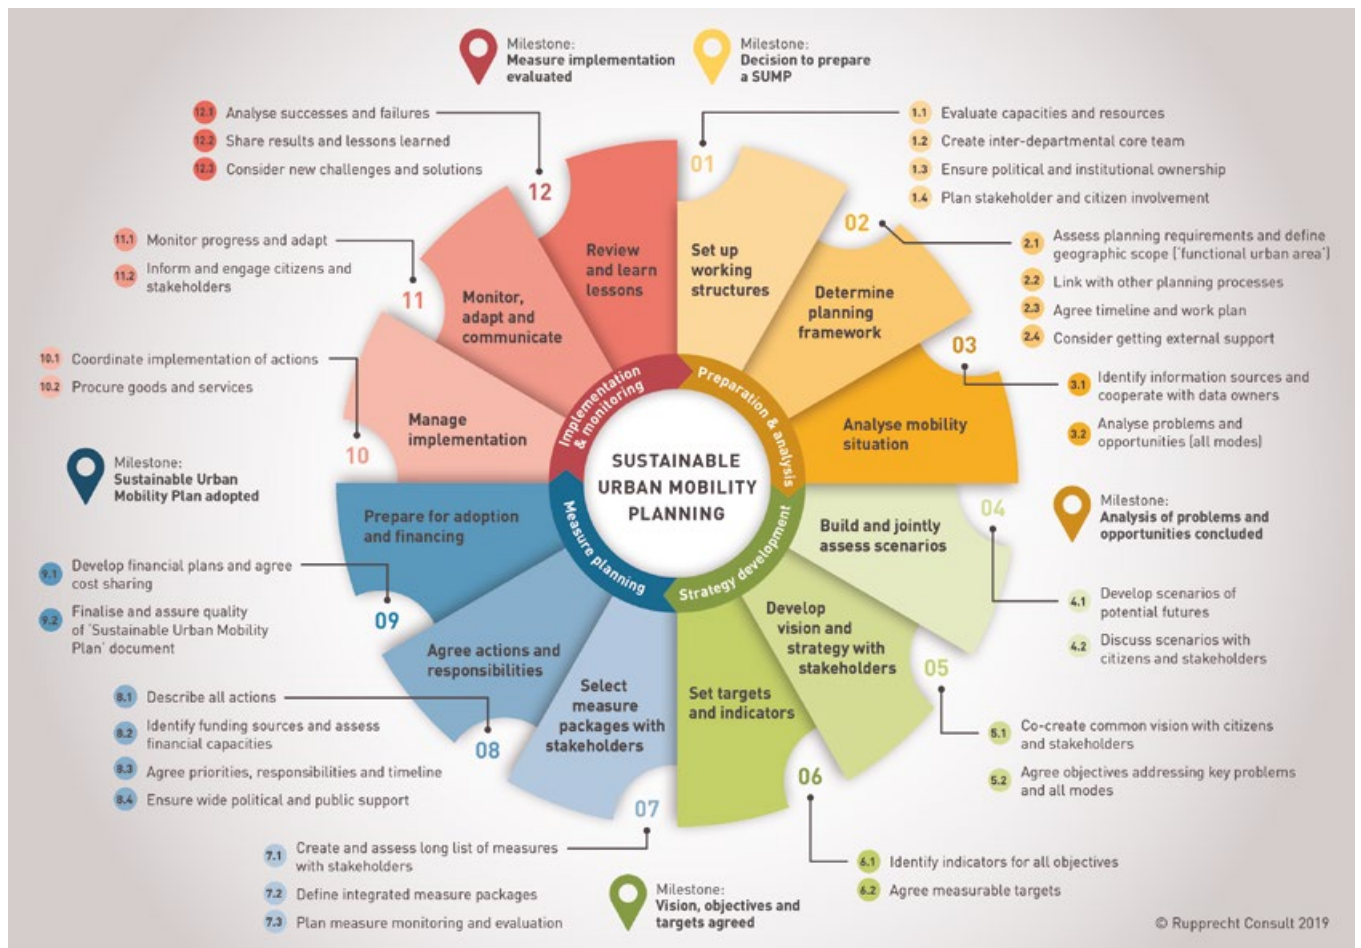 Milestone:
Measure implementation
evaluated
Milestone:
Decision to prepare
a SUMP
12.1 Analyse successes and failures
12.2 Share results and lessons learned
12.3 Consider new challenges and solutions
1.1 Evaluate capacities and resources
1.2 Create inter-departmental core team
1.3 Ensure political and institutional ownership
1.4 Plan stakeholder and citizen involvement
11.1 Monitor progress and adapt
11.2 Inform and engage citizens and
stakeholders
2.1 Assess planning requirements and define
geographic scope ('functional urban area')
2.2 Link with other planning processes
2.3 Agree timeline and work plan
2.4 Consider getting external support
10.1 Coordinate implementation of actions
10.2 Procure goods and services
3.1 Identify information sources and
cooperate with data owners
3.2 Analyse problems and
opportunities (all modes)
Milestone:
Sustainable Urban
Mobility Plan adopted
Milestone:
Analysis of problems and
opportunities concluded
01
Set up
working
structures
02
Determine
planning
framework
03
Analyse mobility
situation
04
Build and jointly
assess scenarios
05
Develop
vision and
strategy with
stakeholders
06
Set targets
and indicators
07
Select
measure
packages with
stakeholders
08
Agree actions and
responsibilities
09
Prepare for adoption
and financing
10
Manage
implementation
11
Monitor,
adapt and
communicate
12
Review
and learn
lessons
Preparation & analysis
Strategy development
Measure planning
Implementation
& monitoring
SUSTAINABLE
URBAN MOBILITY
PLANNING
9.1 Develop financial plans and agree
cost sharing
9.2 Finalise and assure quality
of 'Sustainable Urban Mobility
Plan' document
4.1 Develop scenarios of
potential futures
4.2 Discuss scenarios with
citizens and stakeholders
8.1 Describe all actions
8.2 Identify funding sources and assess
financial capacities
8.3 Agree priorities, responsibilities and timeline
8.4 Ensure wide political and public support
5.1 Co-create common vision with citizens
and stakeholders
5.2 Agree objectives addressing key problems
and all modes
7.1 Create and assess long list of measures
with stakeholders
7.2 Define integrated measure packages
7.3 Plan measure monitoring and evaluation
Milestone:
Vision, objectives and
targets agreed
6.1 Identify indicators for all objectives
6.2 Agree measurable targets
© Rupprecht Consult 2019